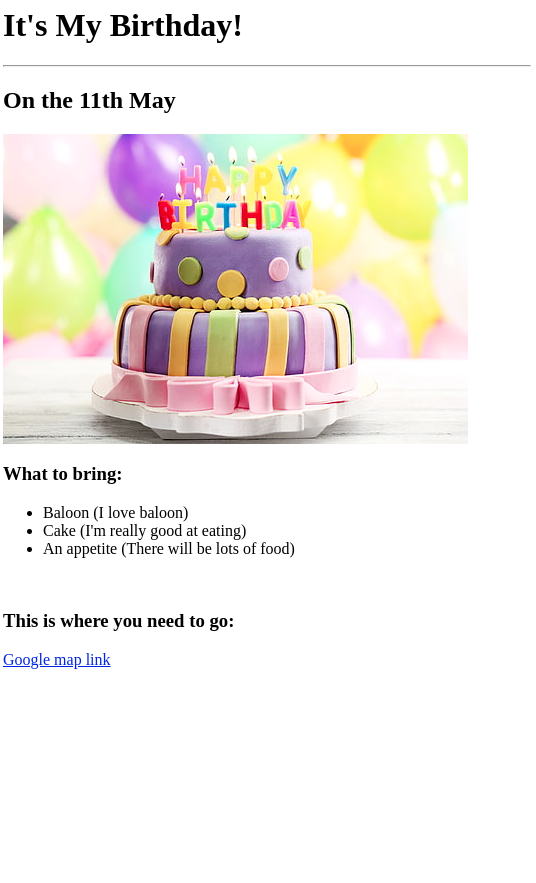 It's My Birthday!
On the 11th May
HAPPY
BIRTHDAY
What to bring:
Baloon (I love baloon)
Cake (I'm really good at eating)
An appetite (There will be lots of food)
This is where you need to go:
Google map link